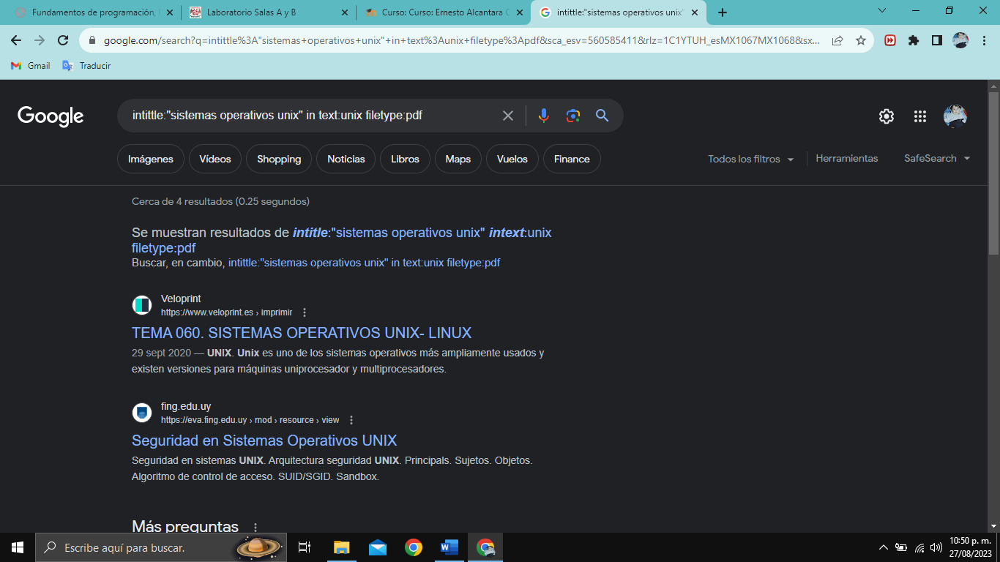 Fundamentos de programación,
Laboratorio Salas A y B
Curso: Curso: Ernesto Alcantara C
intittle:"sistemas operativos unix"
google.com/search?q=intittle%3A"sistemas+operativos+unix"+in+text%3Aunix+filetype%3Apdf&sca_esv=560585411&rlz=1C1YTUH_esMX1067MX1068&sx...
Gmail
Traducir
Google
intittle:"sistemas operativos unix" in text:unix filetype:pdf
Imágenes
Vídeos
Shopping
Noticias
Libros
Maps
Vuelos
Finance
Todos los filtros
Herramientas
SafeSearch
Cerca de 4 resultados (0.25 segundos)
Se muestran resultados de intitle:"sistemas operativos unix" intext:unix
filetype:pdf
Buscar, en cambio, intittle:"sistemas operativos unix" in text:unix filetype:pdf
Veloprint
https://www.veloprint.es › imprimir
TEMA 060. SISTEMAS OPERATIVOS UNIX- LINUX
29 sept 2020 — UNIX. Unix es uno de los sistemas operativos más ampliamente usados y
existen versiones para máquinas uniprocesador y multiprocesadores.
fing.edu.uy
https://eva.fing.edu.uy › mod › resource › view
Seguridad en Sistemas Operativos UNIX
Seguridad en sistemas UNIX. Arquitectura seguridad UNIX. Principals. Sujetos. Objetos.
Algoritmo de control de acceso. SUID/SGID. Sandbox.
Más preguntas
Escribe aquí para buscar.
10:50 p. m.
27/08/2023